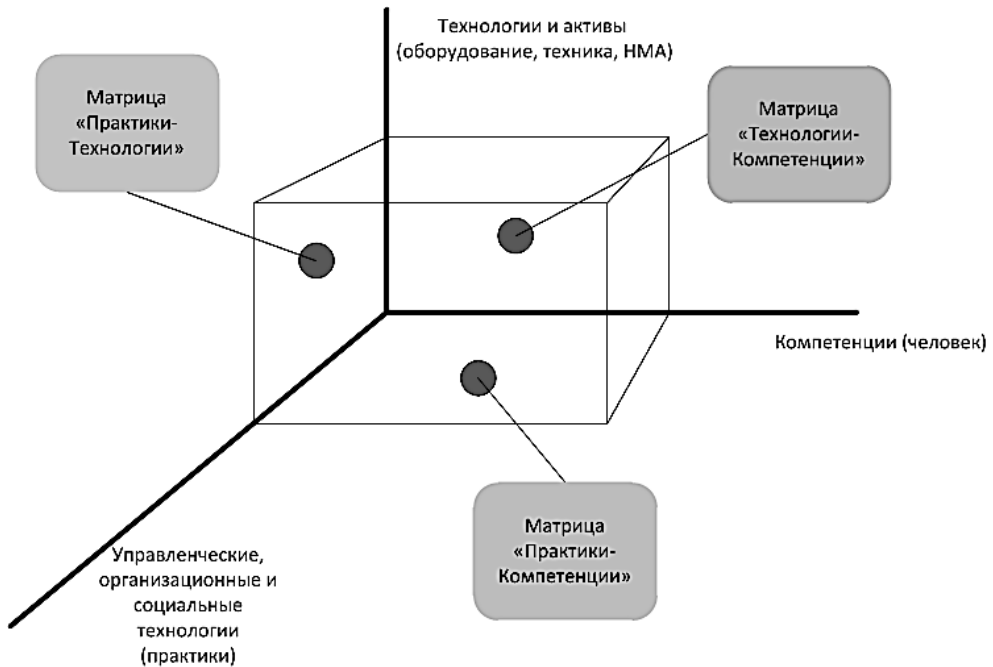 Технологии и активы
(оборудование, техника, НМА)
Матрица
«Практики-
Технологии»
Матрица
«Технологии-
Компетенции»
Компетенции (человек)
Матрица
«Практики-
Компетенции»
Управленческие,
организационные и
социальные
технологии
(практики)